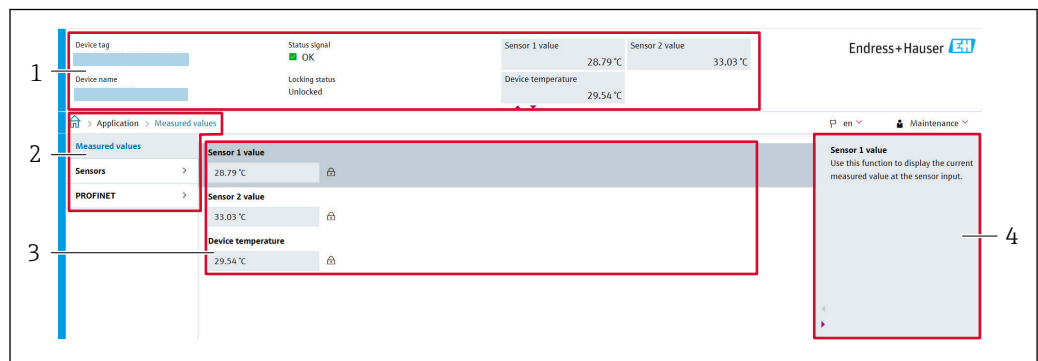 Device tag
Status signal
OK
Sensor 1 value
28.79 °C
Sensor 2 value
33.03 °C
Endress+Hauser EH
1
Device name
Locking status
Unlocked
Device temperature
29.54 °C
> Application > Measured values
en
Maintenance
2
Measured values
Sensors >
PROFINET >
Sensor 1 value
28.79 °C
Sensor 2 value
33.03 °C
Device temperature
3
29.54 °C
Sensor 1 value
Use this function to display the current
measured value at the sensor input.
4